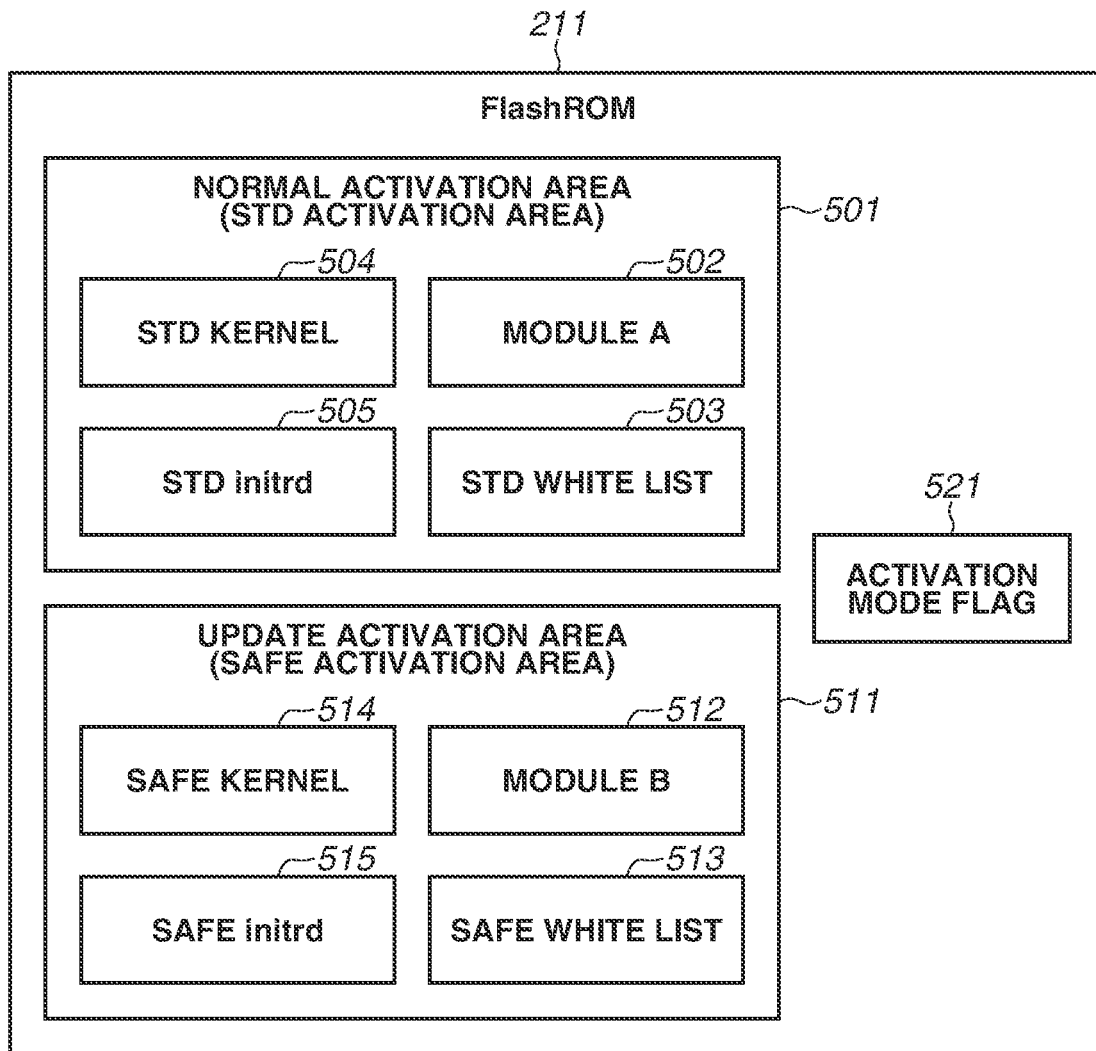 211
FlashROM
NORMAL ACTIVATION AREA
(STD ACTIVATION AREA)
501
504
STD KERNEL
502
MODULE A
505
STD initrd
503
STD WHITE LIST
521
ACTIVATION
MODE FLAG
UPDATE ACTIVATION AREA
(SAFE ACTIVATION AREA)
511
514
SAFE KERNEL
512
MODULE B
515
SAFE initrd
513
SAFE WHITE LIST